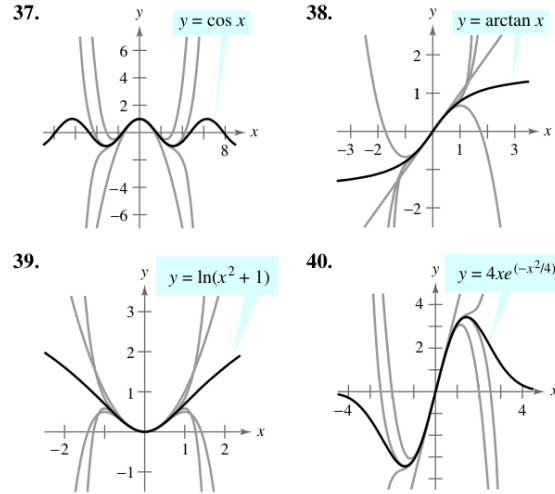 37.
y
y = cos x
6
4
2
x
8
−4
−6
38.
y
y = arctan x
2
1
x
−3 −2 1 3
−2
39.
y
y = ln(x² + 1)
3
2
1
x
−2 1 2
−1
40.
y
y = 4xe^(−x²/4)
4
2
x
−4 4